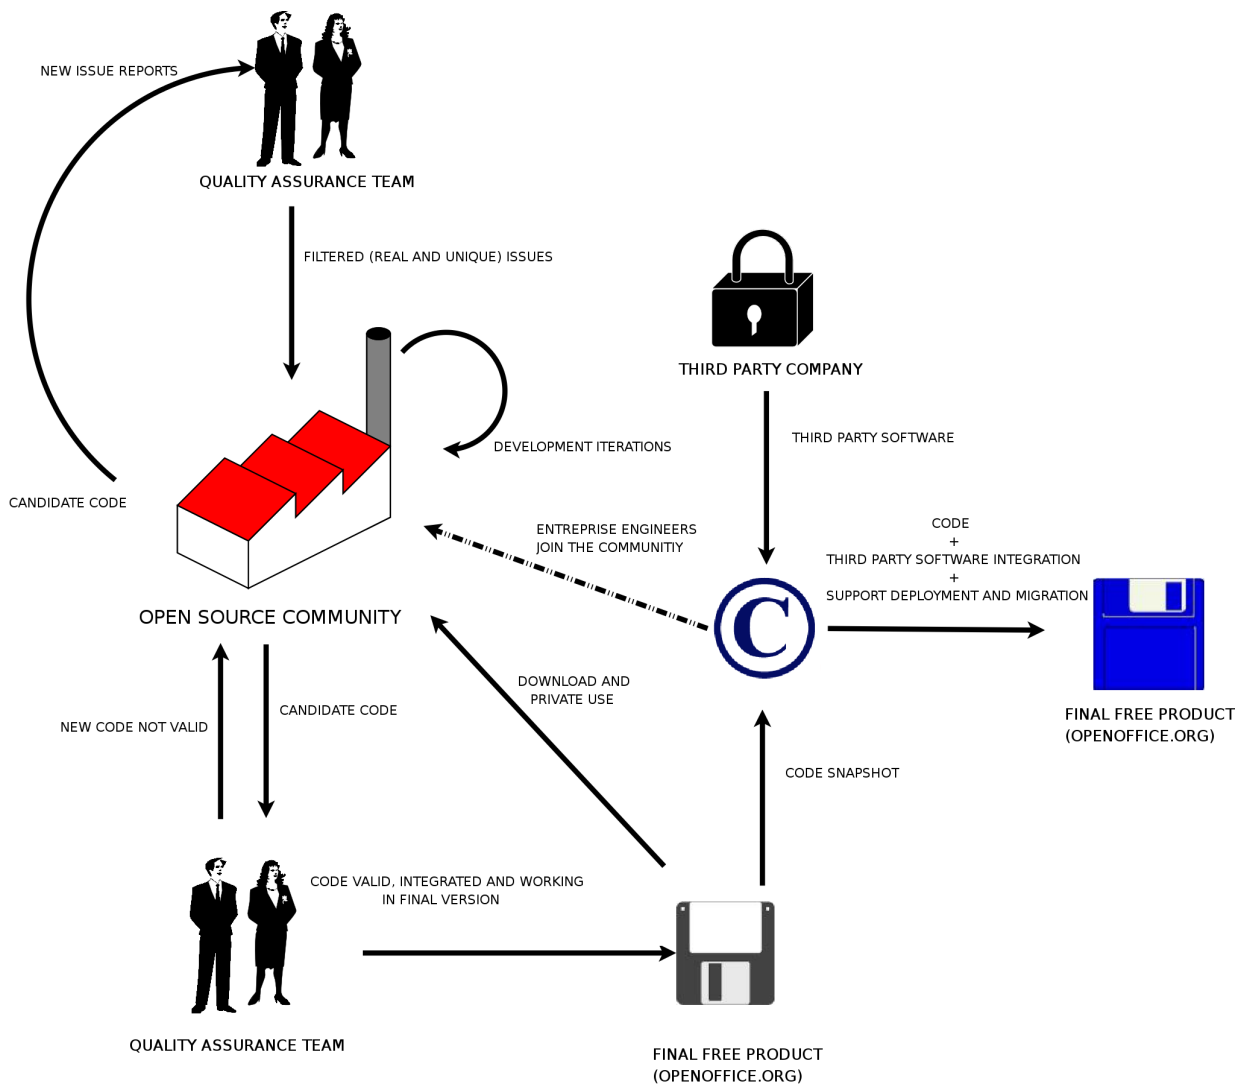 NEW ISSUE REPORTS
QUALITY ASSURANCE TEAM
FILTERED (REAL AND UNIQUE) ISSUES
THIRD PARTY COMPANY
THIRD PARTY SOFTWARE
DEVELOPMENT ITERATIONS
CANDIDATE CODE
ENTREPRISE ENGINEERS
JOIN THE COMMUNITIY
CODE
+
THIRD PARTY SOFTWARE INTEGRATION
+
SUPPORT DEPLOYMENT AND MIGRATION
C
OPEN SOURCE COMMUNITY
DOWNLOAD AND
PRIVATE USE
NEW CODE NOT VALID
CANDIDATE CODE
FINAL FREE PRODUCT
(OPENOFFICE.ORG)
CODE SNAPSHOT
CODE VALID, INTEGRATED AND WORKING
IN FINAL VERSION
QUALITY ASSURANCE TEAM
FINAL FREE PRODUCT
(OPENOFFICE.ORG)